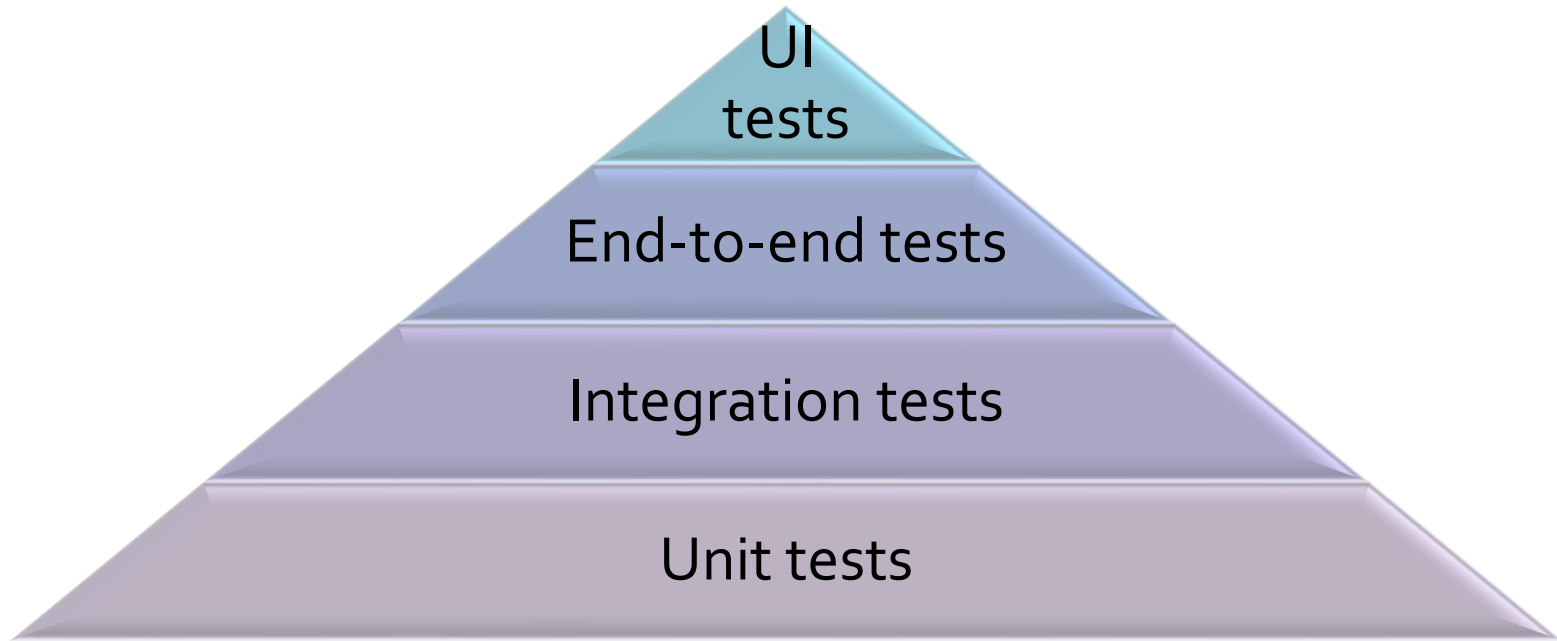 UI
tests
End-to-end tests
Integration tests
Unit tests